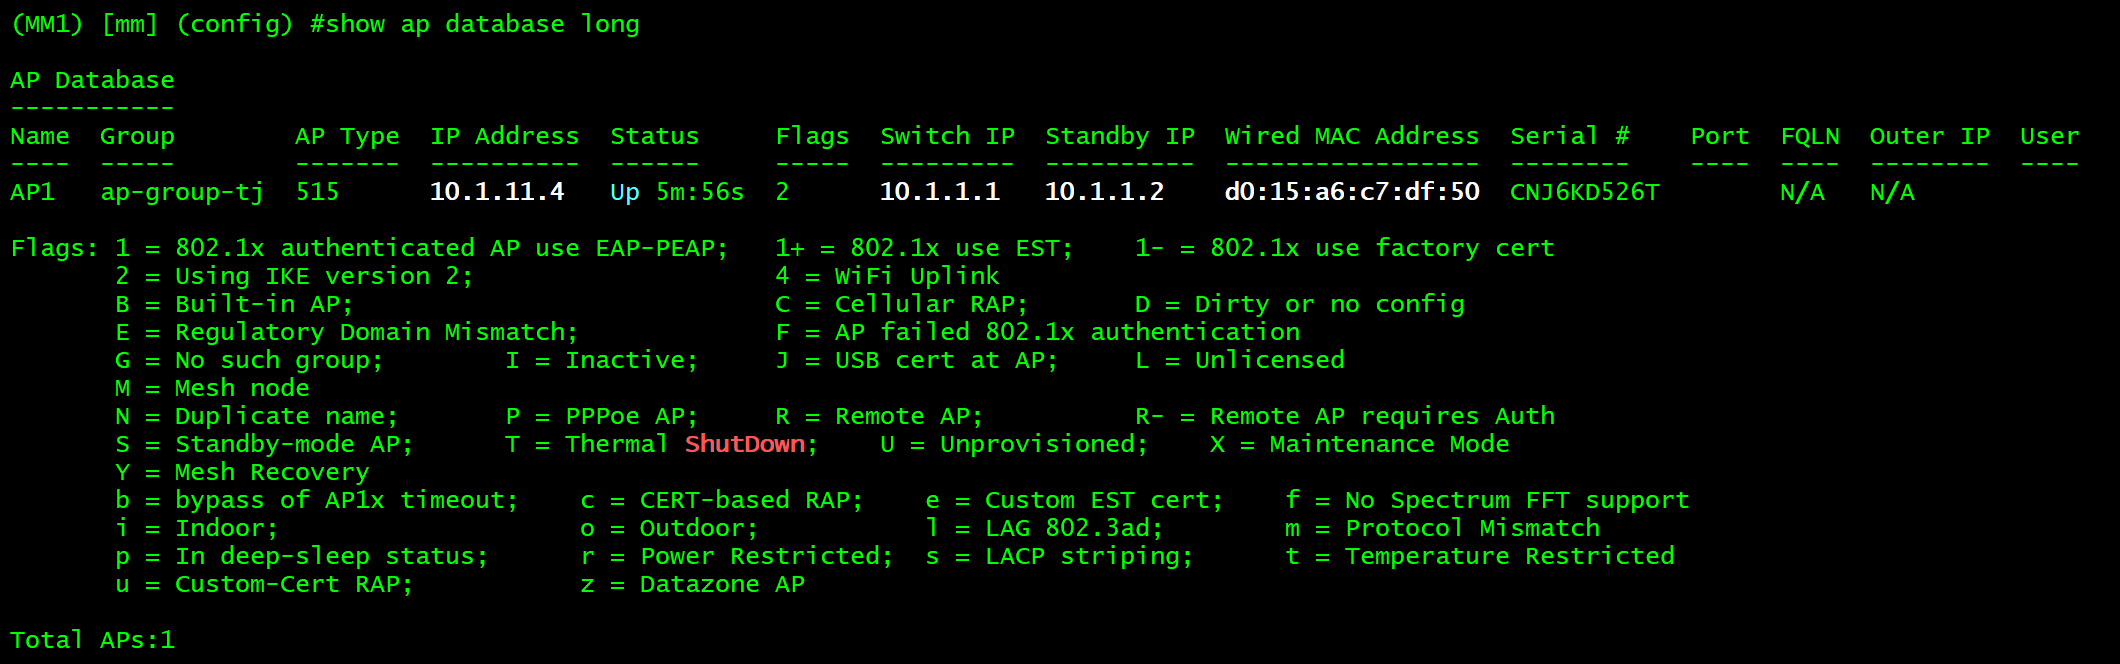 (MM1) [mm] (config) #show ap database long
AP Database
-----------
Name  Group        AP Type  IP Address  Status     Flags  Switch IP  Standby IP  Wired MAC Address  Serial #    Port  FQLN  Outer IP  User
----  -----        -------  ----------  ------     -----  ---------  ----------  -----------------  --------    ----  ----  --------  ----
AP1   ap-group-tj  515      10.1.11.4   Up 5m:56s  2      10.1.1.1   10.1.1.2    d0:15:a6:c7:df:50  CNJ6KD526T        N/A   N/A
Flags: 1 = 802.1x authenticated AP use EAP-PEAP;   1+ = 802.1x use EST;    1- = 802.1x use factory cert
       2 = Using IKE version 2;                    4 = WiFi Uplink
       B = Built-in AP;                            C = Cellular RAP;       D = Dirty or no config
       E = Regulatory Domain Mismatch;             F = AP failed 802.1x authentication
       G = No such group;        I = Inactive;     J = USB cert at AP;     L = Unlicensed
       M = Mesh node
       N = Duplicate name;       P = PPPoe AP;     R = Remote AP;          R- = Remote AP requires Auth
       S = Standby-mode AP;      T = Thermal ShutDown;    U = Unprovisioned;    X = Maintenance Mode
       Y = Mesh Recovery
       b = bypass of AP1x timeout;    c = CERT-based RAP;    e = Custom EST cert;    f = No Spectrum FFT support
       i = Indoor;                    o = Outdoor;           l = LAG 802.3ad;        m = Protocol Mismatch
       p = In deep-sleep status;      r = Power Restricted;  s = LACP striping;      t = Temperature Restricted
       u = Custom-Cert RAP;           z = Datazone AP
Total APs:1